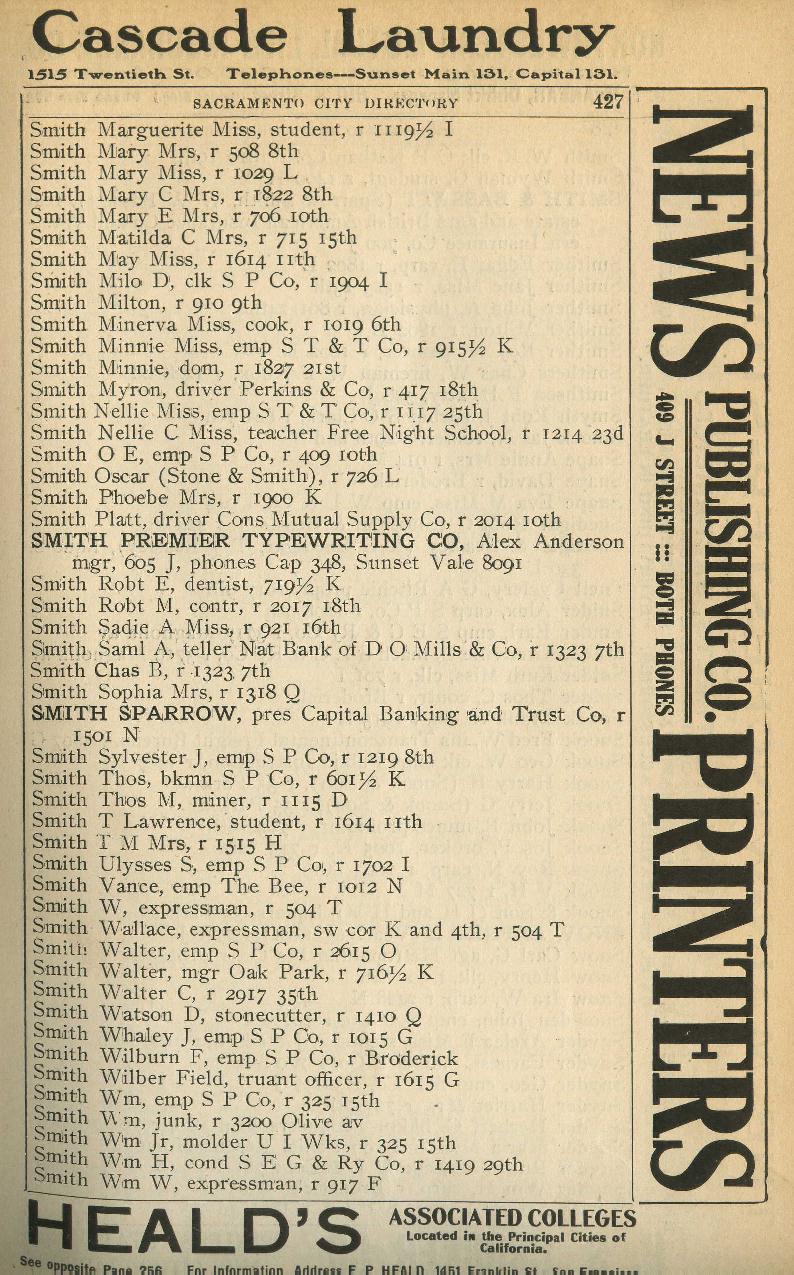 Cascade Laundry
1515 Twentieth St. Telephones---Sunset Main 131, Capital 131.
SACRAMENTO CITY DIRECTORY 427
Smith Marguerite Miss, student, r 1119½ I
Smith Mary Mrs, r 508 8th
Smith Mary Miss, r 1029 L
Smith Mary C Mrs, r 1822 8th
Smith Mary E Mrs, r 706 10th
Smith Matilda C Mrs, r 715 15th
Smith May Miss, r 1614 11th
Smith Milo D, clk S P Co, r 1904 I
Smith Milton, r 910 9th
Smith Minerva Miss, cook, r 1019 6th
Smith Minnie Miss, emp S T & T Co, r 915½ K
Smith Minnie, dom, r 1827 21st
Smith Myron, driver Perkins & Co, r 417 18th
Smith Nellie Miss, emp S T & T Co, r 1117 25th
Smith Nellie C Miss, teacher Free Night School, r 1214 23d
Smith O E, emp S P Co, r 409 10th
Smith Oscar (Stone & Smith), r 726 L
Smith Phoebe Mrs, r 1900 K
Smith Platt, driver Cons Mutual Supply Co, r 2014 10th
SMITH PREMIER TYPEWRITING CO, Alex Anderson
mgr, 605 J, phones Cap 348, Sunset Vale 8091
Smith Robt E, dentist, 719½ K
Smith Robt M, contr, r 2017 18th
Smith Sadie A Miss, r 921 16th
Smith, Saml A, teller Nat Bank of D O Mills & Co, r 1323 7th
Smith Chas B, r 1323 7th
Smith Sophia Mrs, r 1318 Q
SMITH SPARROW, pres Capital Banking and Trust Co, r
1501 N
Smith Sylvester J, emp S P Co, r 1219 8th
Smith Thos, bkmn S P Co, r 601½ K
Smith Thos M, miner, r 1115 D
Smith T Lawrence, student, r 1614 11th
Smith T M Mrs, r 1515 H
Smith Ulysses S, emp S P Co, r 1702 I
Smith Vance, emp The Bee, r 1012 N
Smith W, expressman, r 504 T
Smith Wallace, expressman, sw cor K and 4th, r 504 T
Smith Walter, emp S P Co, r 2615 O
Smith Walter, mgr Oak Park, r 716½ K
Smith Walter C, r 2917 35th
Smith Watson D, stonecutter, r 1410 Q
Smith Whaley J, emp S P Co, r 1015 G
Smith Wilburn F, emp S P Co, r Broderick
Smith Wilber Field, truant officer, r 1615 G
Smith Wm, emp S P Co, r 325 15th
Smith Wm, junk, r 3200 Olive av
Smith Wm Jr, molder U I Wks, r 325 15th
Smith Wm H, cond S E G & Ry Co, r 1419 29th
Smith Wm W, expressman, r 917 F
NEWS PUBLISHING CO. PRINTERS
409 J STREET ::: BOTH PHONES
HEALD'S ASSOCIATED COLLEGES
Located in the Principal Cities of
California.
See opposite Page 256 For Information Address E P HEALD 1451 Franklin St San Francisco